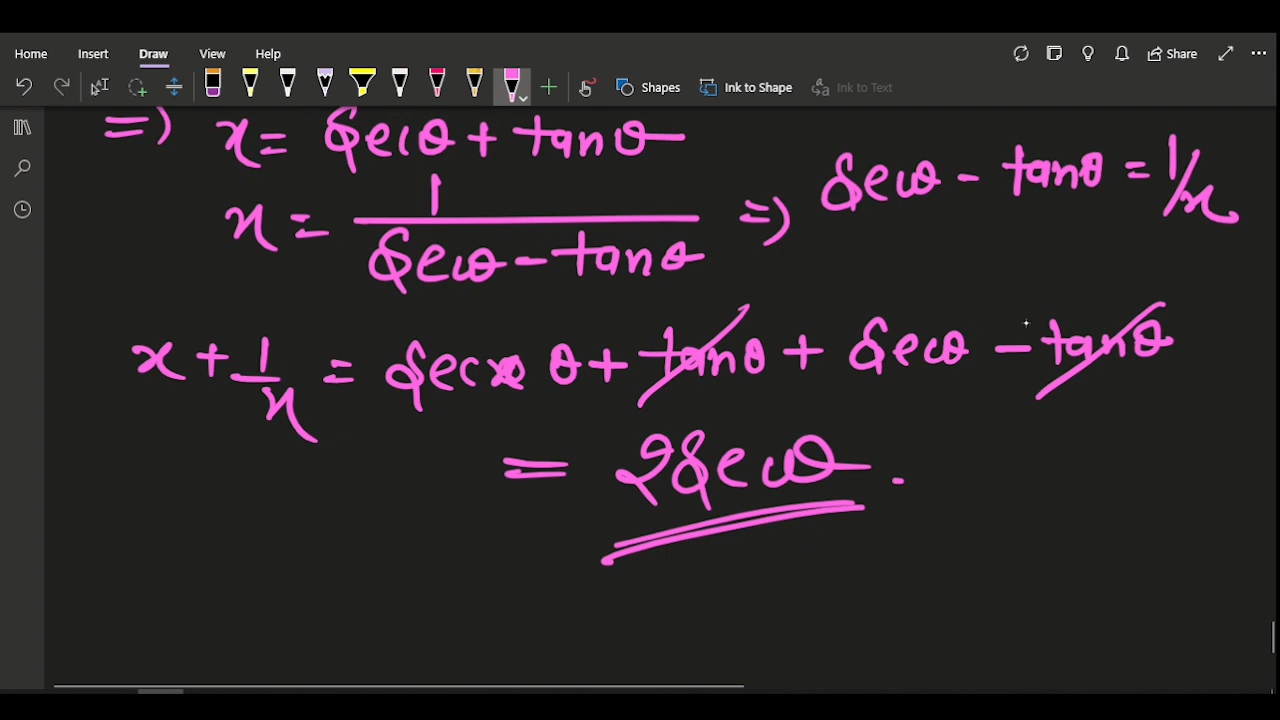 Home Insert Draw View Help Share
Shapes Ink to Shape Ink to Text
=> x = secθ + tanθ
x = 1/(secθ - tanθ) => secθ - tanθ = 1/x
x + 1/x = sec θ + tanθ + secθ - tanθ
= 2secθ.